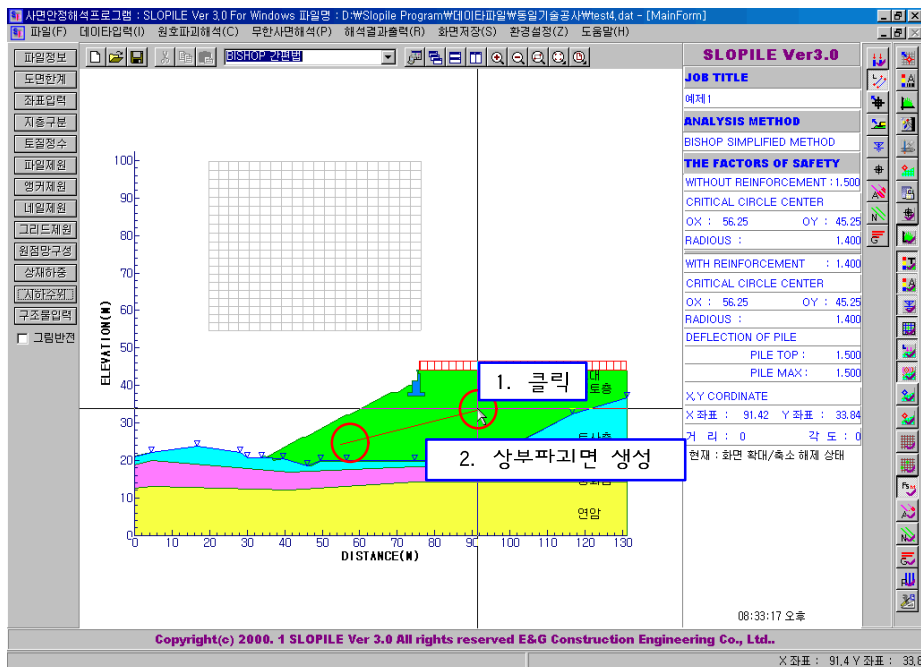 사면안정해석프로그램 : SLOPILE Ver 3,0 For Windows 파일명 : D:₩Slopile Program₩데이타파일₩동일기술공사₩test4,dat - [MainForm]
파일(F) 데이타입력(I) 원호파괴해석(C) 무한사면해석(P) 해석결과출력(R) 화면저장(S) 환경설정(Z) 도움말(H)
BISHOP 간편법
파일정보
도면한계
좌표입력
지층구분
토질정수
파일제원
앵커제원
네일제원
그리드제원
원점망구성
상재하중
지하수위
구조물입력
그림반전
ELEVATION(M)
100
90
80
70
60
50
40
30
20
10
0
0 10 20 30 40 50 60 70 80 90 100 110 120 130
DISTANCE(M)
1. 클릭
2. 상부파괴면 생성
대
토층
연암
SLOPILE Ver3.0
JOB TITLE
예제1
ANALYSIS METHOD
BISHOP SIMPLIFIED METHOD
THE FACTORS OF SAFETY
WITHOUT REINFORCEMENT : 1.500
CRITICAL CIRCLE CENTER
OX : 56.25 OY : 45.25
RADIOUS : 1.400
WITH REINFORCEMENT : 1.400
CRITICAL CIRCLE CENTER
OX : 56.25 OY : 45.25
RADIOUS : 1.400
DEFLECTION OF PILE
PILE TOP : 1.500
PILE MAX : 1.500
X,Y CORDINATE
X 좌표 : 91.42 Y 좌표 : 33.84
거 리 : 0 각 도 : 0
현재 : 화면 확대/축소 해제 상태
08:33:17 오후
Copyright(c) 2000. 1 SLOPILE Ver 3.0 All rights reserved E&G Construction Engineering Co., Ltd..
X 좌표 : 91.4 Y 좌표 : 33,8